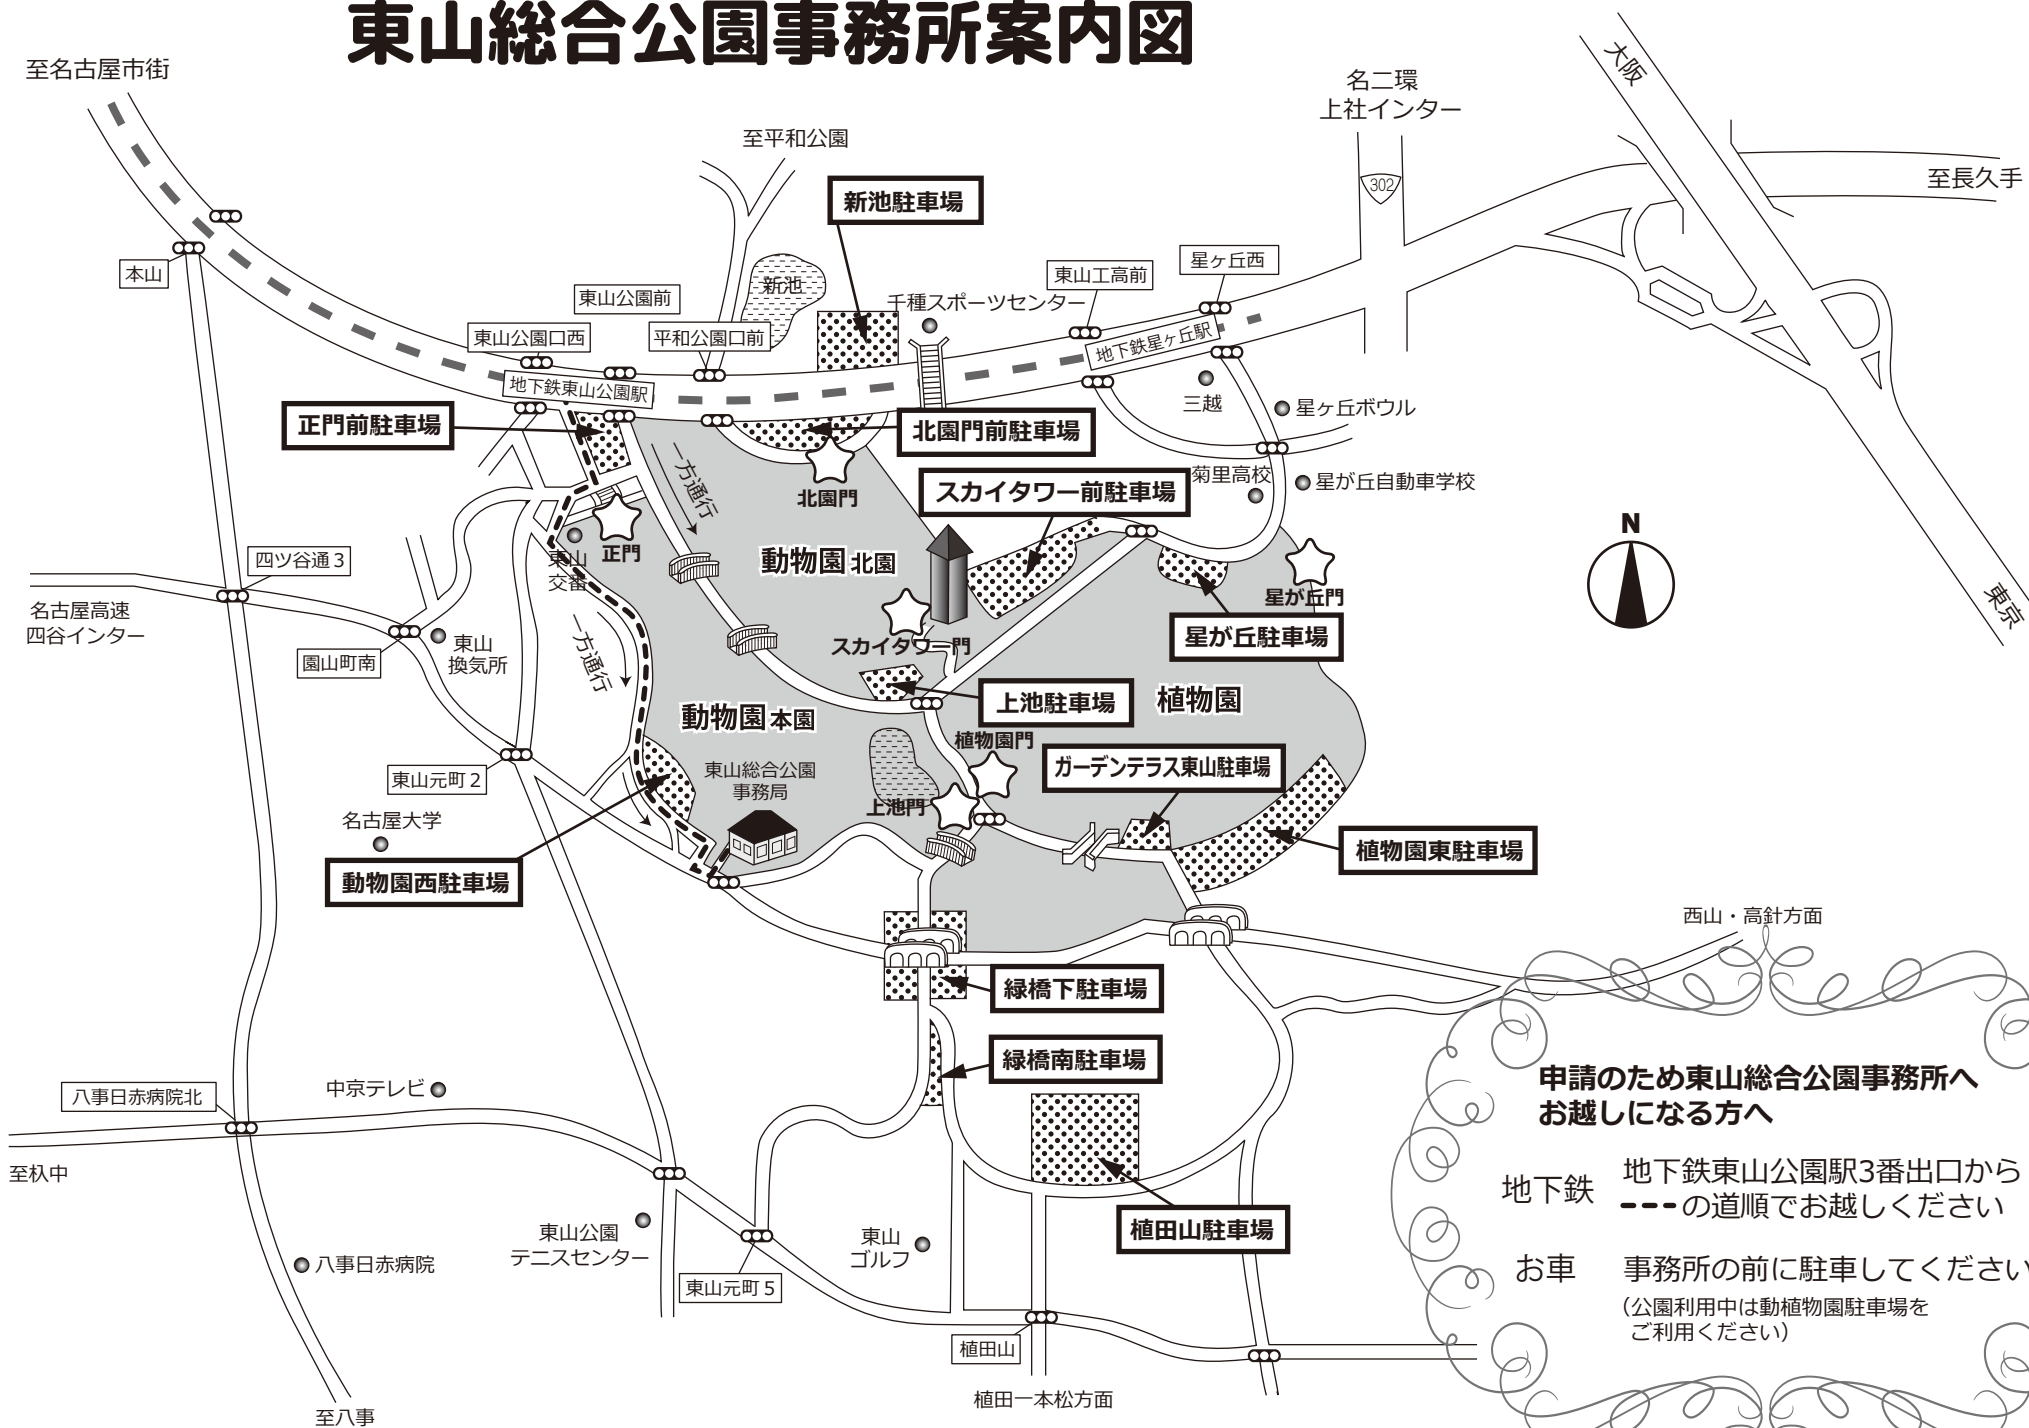 東山総合公園事務所案内図
至名古屋市街
名二環
上社インター
大阪
至平和公園
至長久手
302
新池駐車場
本山
新池
東山公園前
千種スポーツセンター
東山工高前
星ヶ丘西
東山公園口西
平和公園口前
地下鉄星ヶ丘駅
地下鉄東山公園駅
三越
星ヶ丘ボウル
正門前駐車場
北園門前駐車場
一方通行
菊里高校
星が丘自動車学校
スカイタワー前駐車場
北園門
N
正門
東山
交番
動物園 北園
四ツ谷通3
星が丘門
名古屋高速
四谷インター
東山
換気所
園山町南
一方通行
スカイタワー門
星が丘駐車場
東京
上池駐車場
植物園
動物園 本園
植物園門
ガーデンテラス東山駐車場
東山元町2
東山総合公園
事務局
上池門
名古屋大学
植物園東駐車場
動物園西駐車場
西山・高針方面
緑橋下駐車場
緑橋南駐車場
八事日赤病院北
中京テレビ
至杁中
植田山駐車場
東山公園
テニスセンター
東山
ゴルフ
八事日赤病院
東山元町5
植田山
植田一本松方面
至八事
申請のため東山総合公園事務所へ
お越しになる方へ
地下鉄 地下鉄東山公園駅3番出口から
の道順でお越しください
お車 事務所の前に駐車してください
(公園利用中は動植物園駐車場を
ご利用ください)